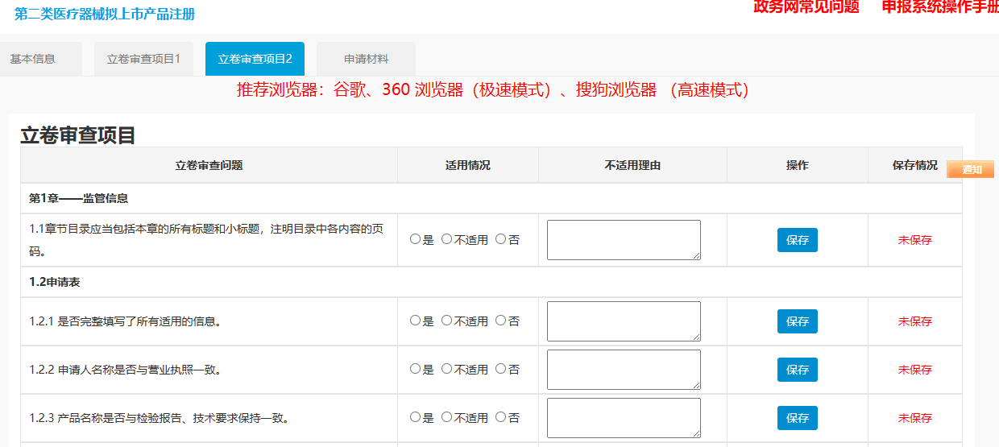 第二类医疗器械拟上市产品注册
政务网常见问题 申报系统操作手册
基本信息 立卷审查项目1 立卷审查项目2 申请材料
推荐浏览器：谷歌、360 浏览器（极速模式）、搜狗浏览器 （高速模式）
立卷审查项目
立卷审查问题 适用情况 不适用理由 操作 保存情况
通知
第1章——监管信息
1.1章节目录应当包括本章的所有标题和小标题，注明目录中各内容的页
码。
是 不适用 否 保存 未保存
1.2申请表
1.2.1 是否完整填写了所有适用的信息。 是 不适用 否 保存 未保存
1.2.2 申请人名称是否与营业执照一致。 是 不适用 否 保存 未保存
1.2.3 产品名称是否与检验报告、技术要求保持一致。 是 不适用 否 保存 未保存